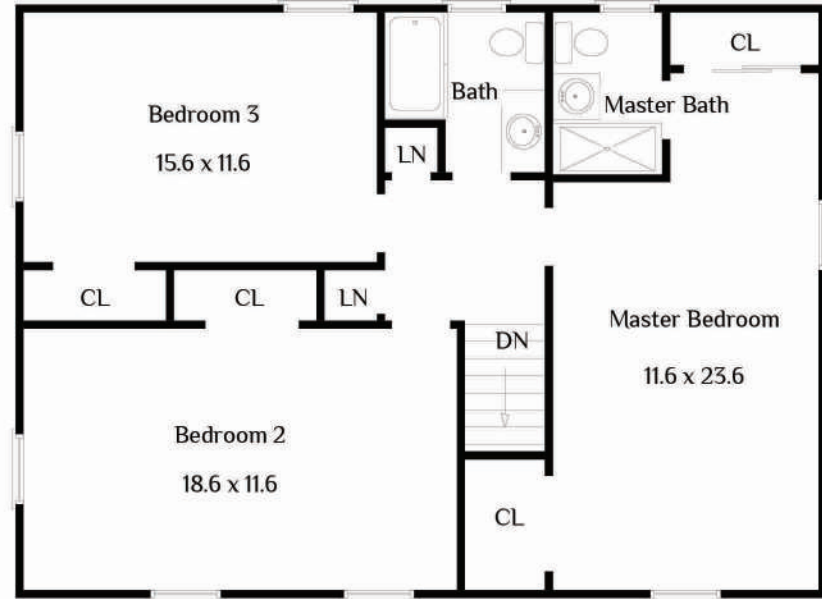 CL
Bath
Master Bath
Bedroom 3
15.6 x 11.6
LN
CL
CL
LN
Master Bedroom
11.6 x 23.6
DN
Bedroom 2
18.6 x 11.6
CL